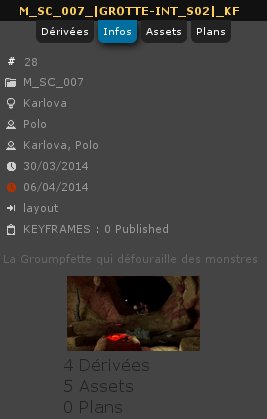 M_SC_007_|GROTTE-INT_S02|_KF
Dérivées Infos Assets Plans
# 28
M_SC_007
Karlova
Polo
Karlova, Polo
30/03/2014
06/04/2014
layout
KEYFRAMES : 0 Published
La Groumpfette qui défouraille des monstres
4 Dérivées
5 Assets
0 Plans